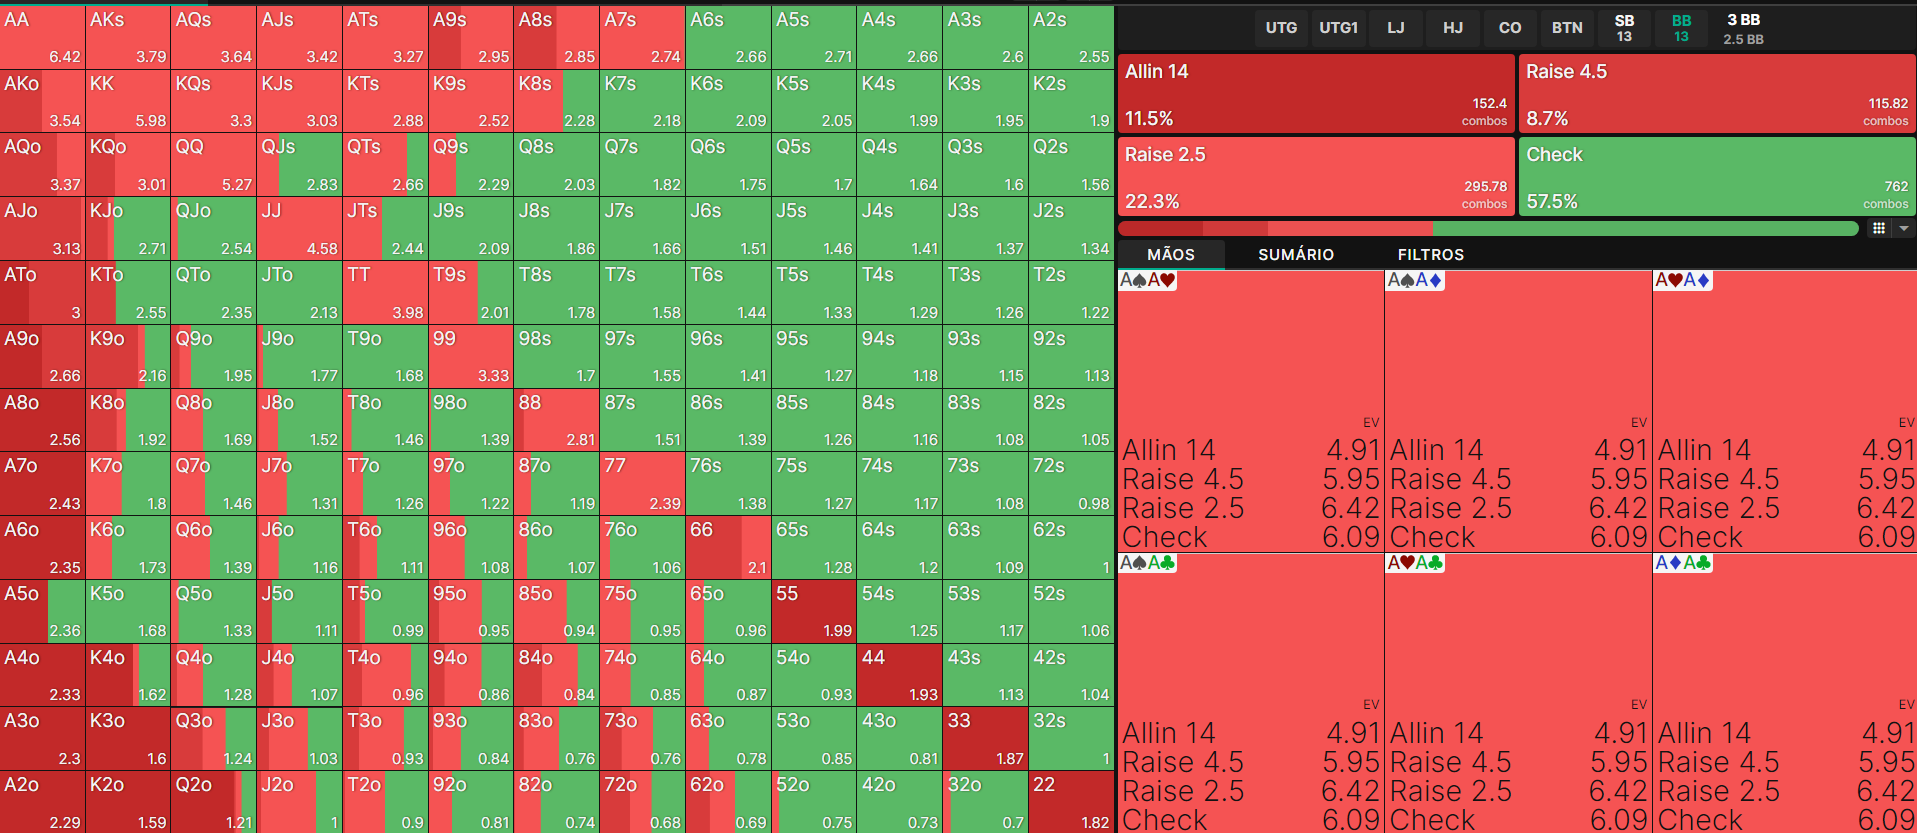 AA AKs AQs AJs ATs A9s A8s A7s A6s A5s A4s A3s A2s
6.42 3.79 3.64 3.42 3.27 2.95 2.85 2.74 2.66 2.71 2.66 2.6 2.55
AKo KK KQs KJs KTs K9s K8s K7s K6s K5s K4s K3s K2s
3.54 5.98 3.3 3.03 2.88 2.52 2.28 2.18 2.09 2.05 1.99 1.95 1.9
AQo KQo QQ QJs QTs Q9s Q8s Q7s Q6s Q5s Q4s Q3s Q2s
3.37 3.01 5.27 2.83 2.66 2.29 2.03 1.82 1.75 1.7 1.64 1.6 1.56
AJo KJo QJo JJ JTs J9s J8s J7s J6s J5s J4s J3s J2s
3.13 2.71 2.54 4.58 2.44 2.09 1.86 1.66 1.51 1.46 1.41 1.37 1.34
ATo KTo QTo JTo TT T9s T8s T7s T6s T5s T4s T3s T2s
3 2.55 2.35 2.13 3.98 2.01 1.78 1.58 1.44 1.33 1.29 1.26 1.22
A9o K9o Q9o J9o T9o 99 98s 97s 96s 95s 94s 93s 92s
2.66 2.16 1.95 1.77 1.68 3.33 1.7 1.55 1.41 1.27 1.18 1.15 1.13
A8o K8o Q8o J8o T8o 98o 88 87s 86s 85s 84s 83s 82s
2.56 1.92 1.69 1.52 1.46 1.39 2.81 1.51 1.39 1.26 1.16 1.08 1.05
A7o K7o Q7o J7o T7o 97o 87o 77 76s 75s 74s 73s 72s
2.43 1.8 1.46 1.31 1.26 1.22 1.19 2.39 1.38 1.27 1.17 1.08 0.98
A6o K6o Q6o J6o T6o 96o 86o 76o 66 65s 64s 63s 62s
2.35 1.73 1.39 1.16 1.11 1.08 1.07 1.06 2.1 1.28 1.2 1.09 1
A5o K5o Q5o J5o T5o 95o 85o 75o 65o 55 54s 53s 52s
2.36 1.68 1.33 1.11 0.99 0.95 0.94 0.95 0.96 1.99 1.25 1.17 1.06
A4o K4o Q4o J4o T4o 94o 84o 74o 64o 54o 44 43s 42s
2.33 1.62 1.28 1.07 0.96 0.86 0.84 0.85 0.87 0.93 1.93 1.13 1.04
A3o K3o Q3o J3o T3o 93o 83o 73o 63o 53o 43o 33 32s
2.3 1.6 1.24 1.03 0.93 0.84 0.76 0.76 0.78 0.85 0.81 1.87 1
A2o K2o Q2o J2o T2o 92o 82o 72o 62o 52o 42o 32o 22
2.29 1.59 1.21 1 0.9 0.81 0.74 0.68 0.69 0.75 0.73 0.7 1.82
UTG UTG1 LJ HJ CO BTN SB BB 3 BB
13 13 2.5 BB
Allin 14 Raise 4.5
152.4 115.82
11.5% combos 8.7% combos
Raise 2.5 Check
295.78 762
22.3% combos 57.5% combos
MÃOS SUMÁRIO FILTROS
A♠A♥ A♠A♦ A♥A♦
EV EV EV
Allin 14 4.91 Allin 14 4.91 Allin 14 4.91
Raise 4.5 5.95 Raise 4.5 5.95 Raise 4.5 5.95
Raise 2.5 6.42 Raise 2.5 6.42 Raise 2.5 6.42
Check 6.09 Check 6.09 Check 6.09
A♠A♣ A♥A♣ A♦A♣
EV EV EV
Allin 14 4.91 Allin 14 4.91 Allin 14 4.91
Raise 4.5 5.95 Raise 4.5 5.95 Raise 4.5 5.95
Raise 2.5 6.42 Raise 2.5 6.42 Raise 2.5 6.42
Check 6.09 Check 6.09 Check 6.09